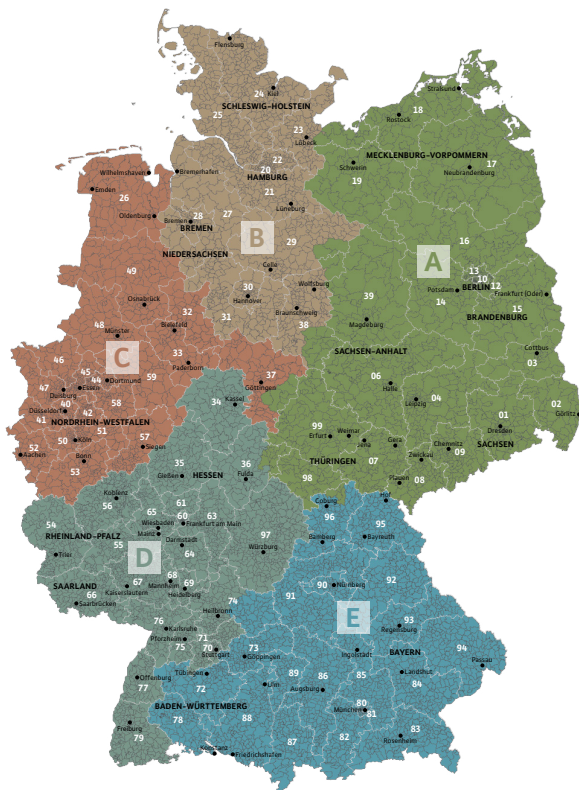 Flensburg
24
Kiel
SCHLESWIG-HOLSTEIN
25
Stralsund
18
Rostock
23
Lübeck
MECKLENBURG-VORPOMMERN
22
20
HAMBURG
21
Schwerin
19
17
Neubrandenburg
Wilhelmshaven
Bremerhafen
Emden
26
Oldenburg
Bremen
28
BREMEN
27
Lüneburg
B
29
NIEDERSACHSEN
16
A
49
Celle
13
10
BERLIN
12
Potsdam
14
Frankfurt (Oder)
15
BRANDENBURG
30
Hannover
Wolfsburg
31
Braunschweig
38
39
Magdeburg
Osnabrück
32
Bielefeld
48
Münster
C
33
Paderborn
46
45
44
Dortmund
59
47
Duisburg
Essen
40
Düsseldorf
41
42
58
NORDRHEIN-WESTFALEN
51
50
Köln
52
Aachen
Bonn
53
57
Siegen
37
Göttingen
SACHSEN-ANHALT
Cottbus
03
06
Halle
Leipzig
04
02
Görlitz
01
Dresden
SACHSEN
99
Erfurt
Weimar
Jena
Gera
Chemnitz
09
Zwickau
THÜRINGEN
07
08
Plauen
98
34
Kassel
35
Gießen
HESSEN
36
Fulda
Koblenz
56
61
65
60
63
Wiesbaden
Frankfurt am Main
Mainz
Darmstadt
64
54
RHEINLAND-PFALZ
55
Trier
D
97
Würzburg
SAARLAND
66
Saarbrücken
67
Kaiserslautern
68
Mannheim
69
Heidelberg
Heilbronn
74
76
Karlsruhe
Pforzheim
75
71
70
Stuttgart
Offenburg
77
Freiburg
79
Coburg
Hof
96
95
Bamberg
Bayreuth
90
Nürnberg
91
92
E
93
Regensburg
94
Passau
BAYERN
Ingolstadt
73
Göppingen
Tübingen
72
89
Ulm
86
Augsburg
85
Landshut
84
BADEN-WÜRTTEMBERG
80
München
81
78
88
87
82
83
Rosenheim
Konstanz
Friedrichshafen